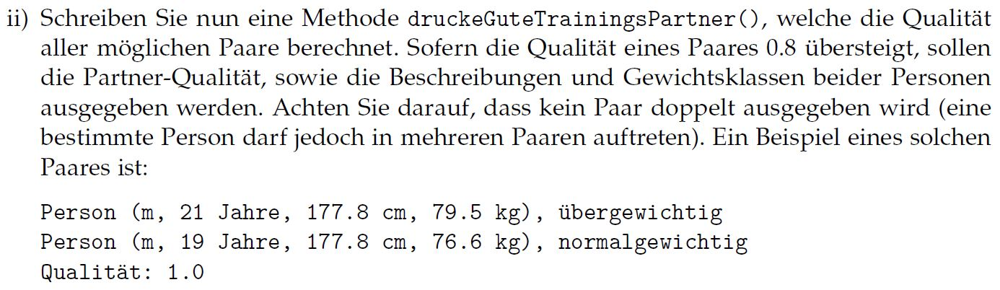 ii) Schreiben Sie nun eine Methode druckeGuteTrainingsPartner(), welche die Qualität
aller möglichen Paare berechnet. Sofern die Qualität eines Paares 0.8 übersteigt, sollen
die Partner-Qualität, sowie die Beschreibungen und Gewichtsklassen beider Personen
ausgegeben werden. Achten Sie darauf, dass kein Paar doppelt ausgegeben wird (eine
bestimmte Person darf jedoch in mehreren Paaren auftreten). Ein Beispiel eines solchen
Paares ist:
Person (m, 21 Jahre, 177.8 cm, 79.5 kg), übergewichtig
Person (m, 19 Jahre, 177.8 cm, 76.6 kg), normalgewichtig
Qualität: 1.0